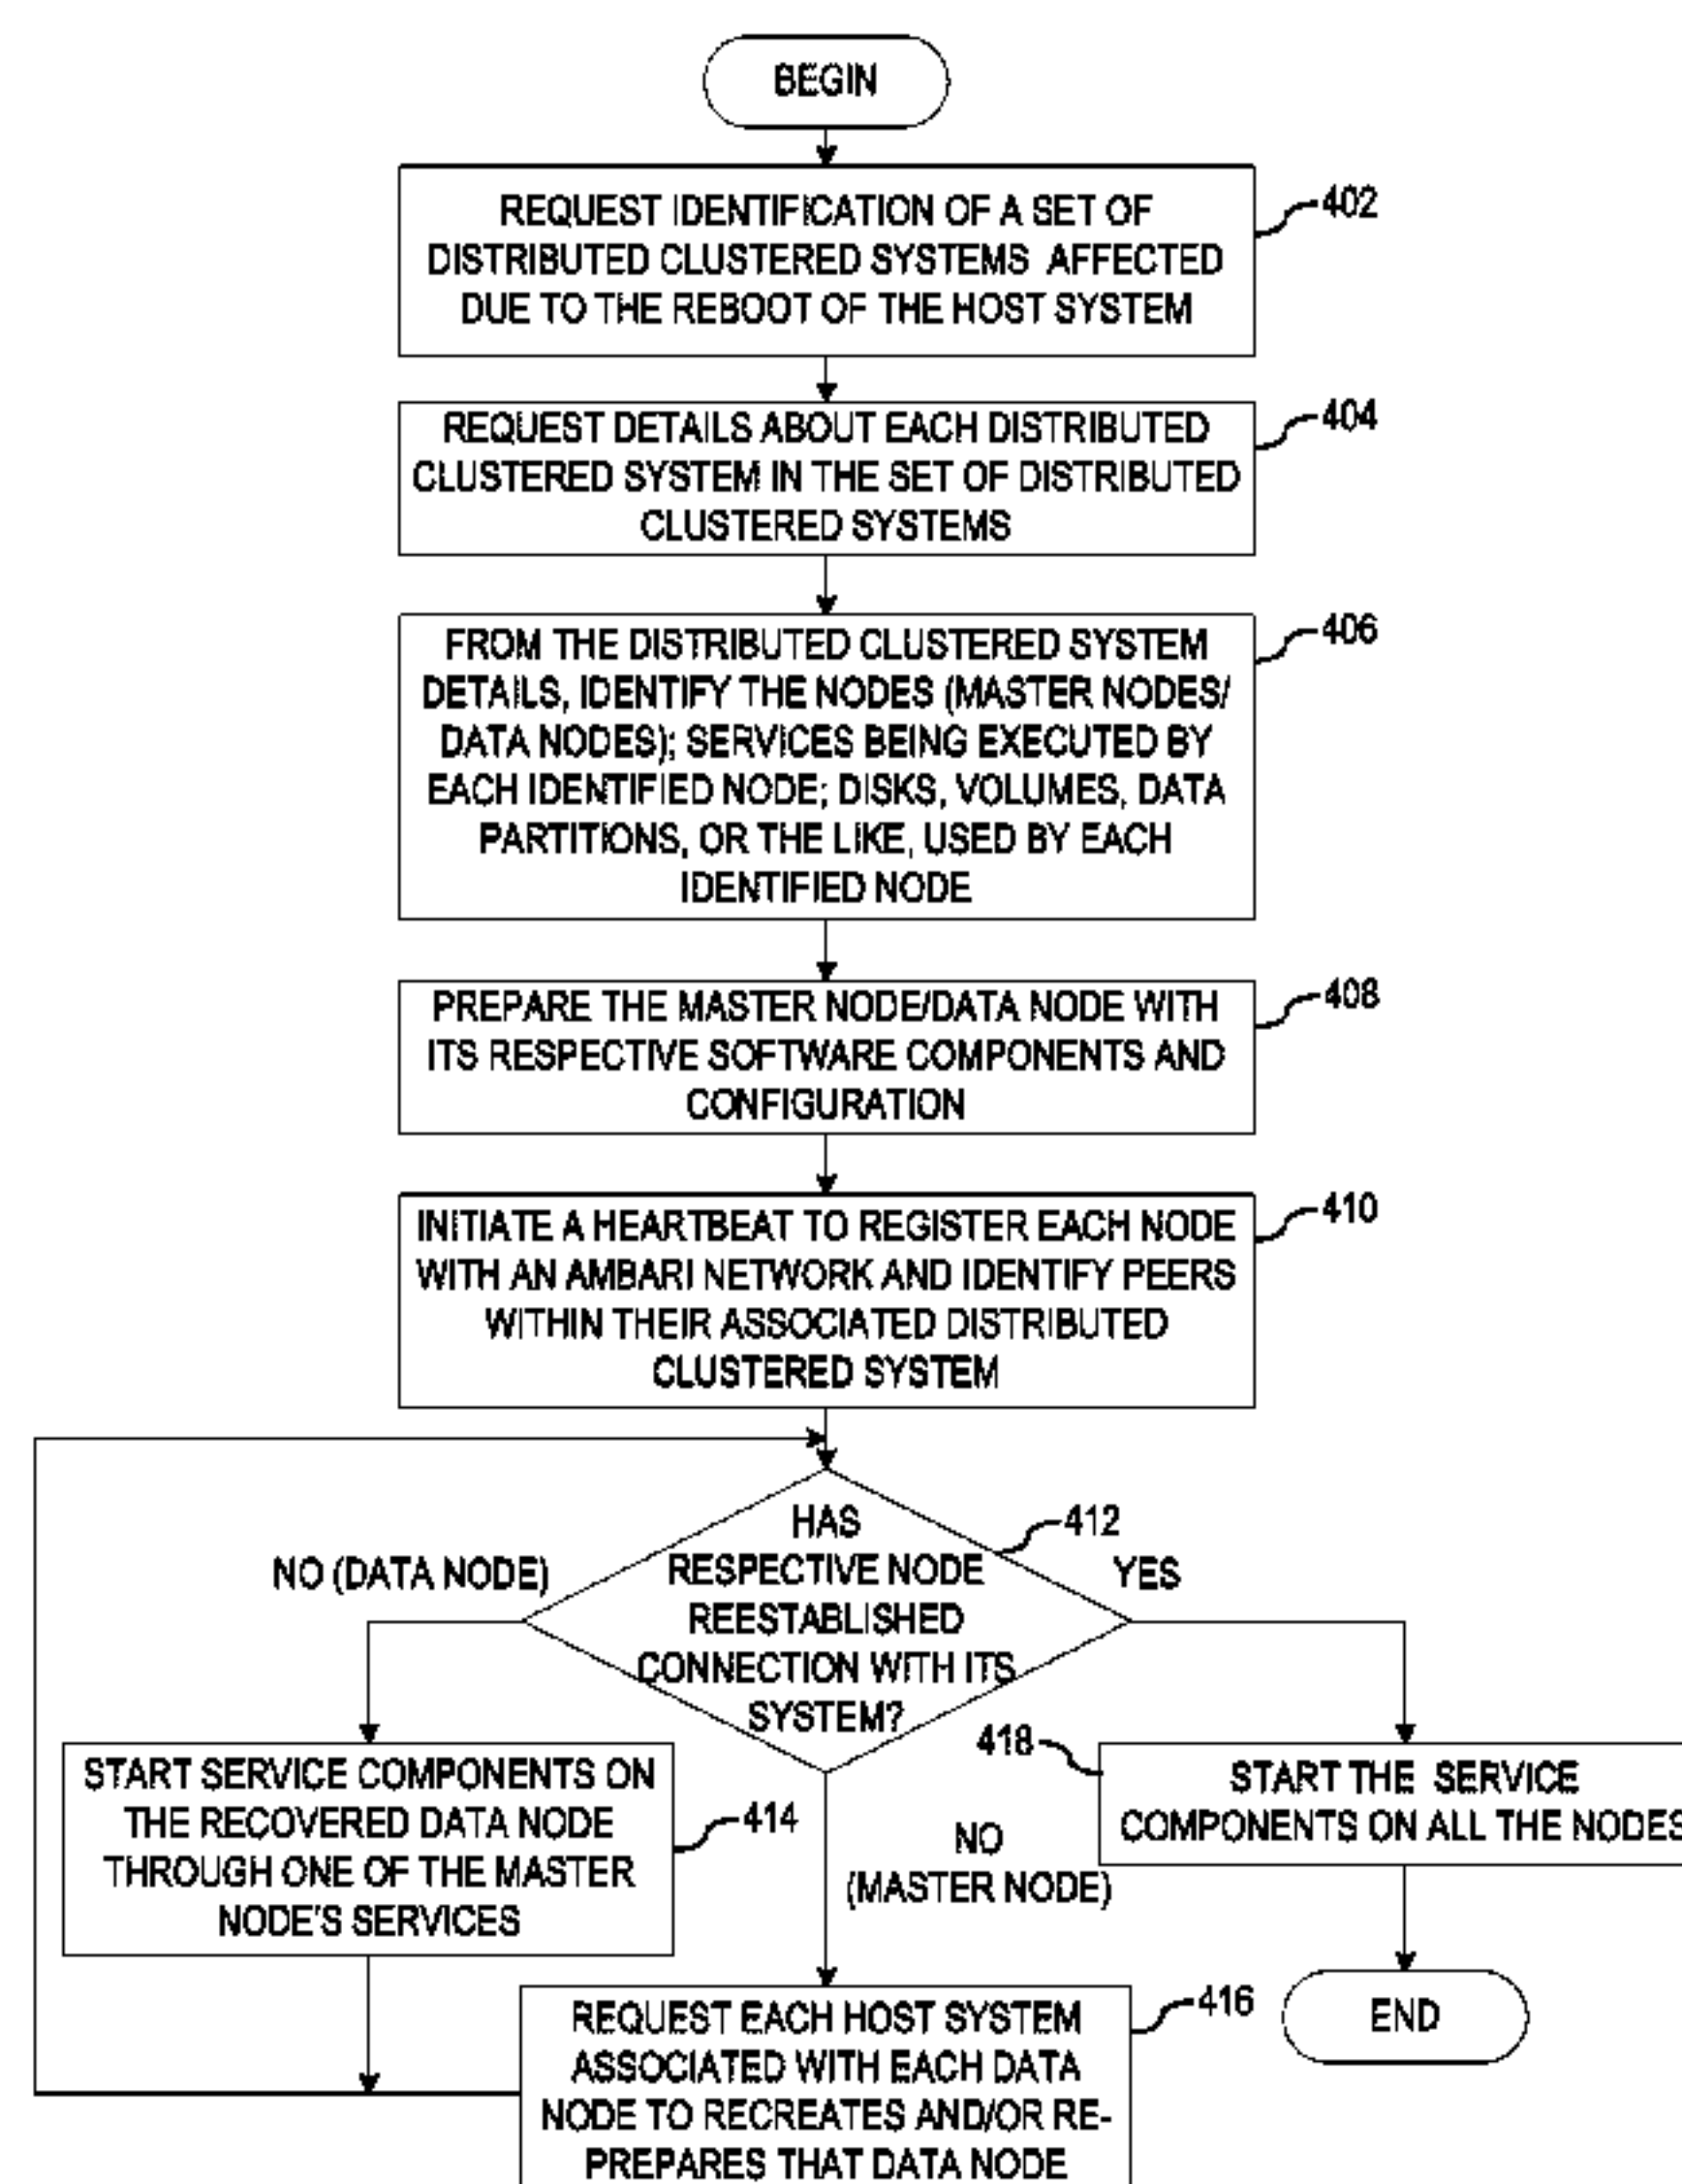 BEGIN
REQUEST IDENTIFICATION OF A SET OF
DISTRIBUTED CLUSTERED SYSTEMS AFFECTED
DUE TO THE REBOOT OF THE HOST SYSTEM
402
REQUEST DETAILS ABOUT EACH DISTRIBUTED
CLUSTERED SYSTEM IN THE SET OF DISTRIBUTED
CLUSTERED SYSTEMS
404
FROM THE DISTRIBUTED CLUSTERED SYSTEM
DETAILS, IDENTIFY THE NODES (MASTER NODES/
DATA NODES); SERVICES BEING EXECUTED BY
EACH IDENTIFIED NODE; DISKS, VOLUMES, DATA
PARTITIONS, OR THE LIKE, USED BY EACH
IDENTIFIED NODE
406
PREPARE THE MASTER NODE/DATA NODE WITH
ITS RESPECTIVE SOFTWARE COMPONENTS AND
CONFIGURATION
408
INITIATE A HEARTBEAT TO REGISTER EACH NODE
WITH AN AMBARI NETWORK AND IDENTIFY PEERS
WITHIN THEIR ASSOCIATED DISTRIBUTED
CLUSTERED SYSTEM
410
HAS
RESPECTIVE NODE
REESTABLISHED
CONNECTION WITH ITS
SYSTEM?
412
NO (DATA NODE)
YES
START SERVICE COMPONENTS ON
THE RECOVERED DATA NODE
THROUGH ONE OF THE MASTER
NODE'S SERVICES
414
NO
(MASTER NODE)
418
START THE SERVICE
COMPONENTS ON ALL THE NODES
REQUEST EACH HOST SYSTEM
ASSOCIATED WITH EACH DATA
NODE TO RECREATES AND/OR RE-
PREPARES THAT DATA NODE
416
END